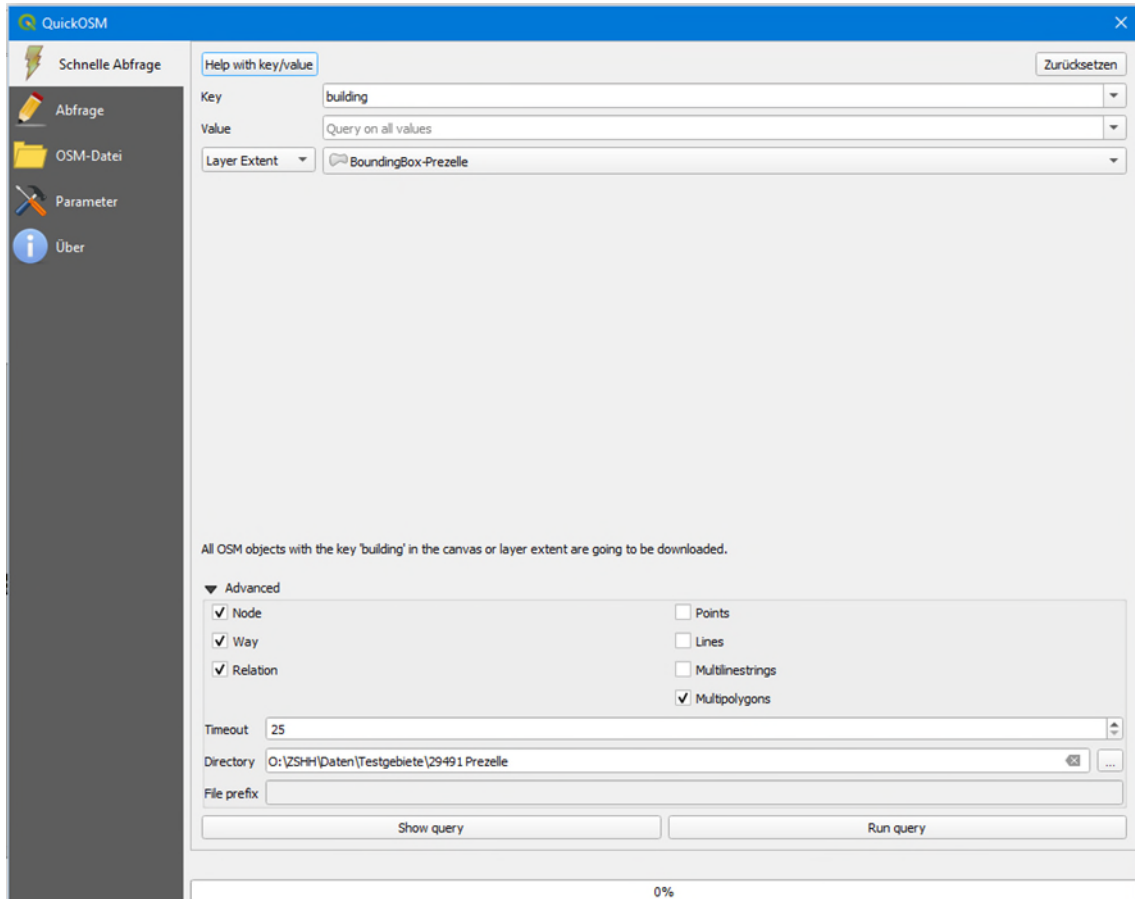 QuickOSM
Schnelle Abfrage
Abfrage
OSM-Datei
Parameter
Über
Help with key/value
Zurücksetzen
Key building
Value Query on all values
Layer Extent BoundingBox-Prezelle
All OSM objects with the key 'building' in the canvas or layer extent are going to be downloaded.
Advanced
Node Points
Way Lines
Relation Multilinestrings
Multipolygons
Timeout 25
Directory O:\ZSHH\Daten\Testgebiete\29491 Prezelle ...
File prefix
Show query Run query
0%